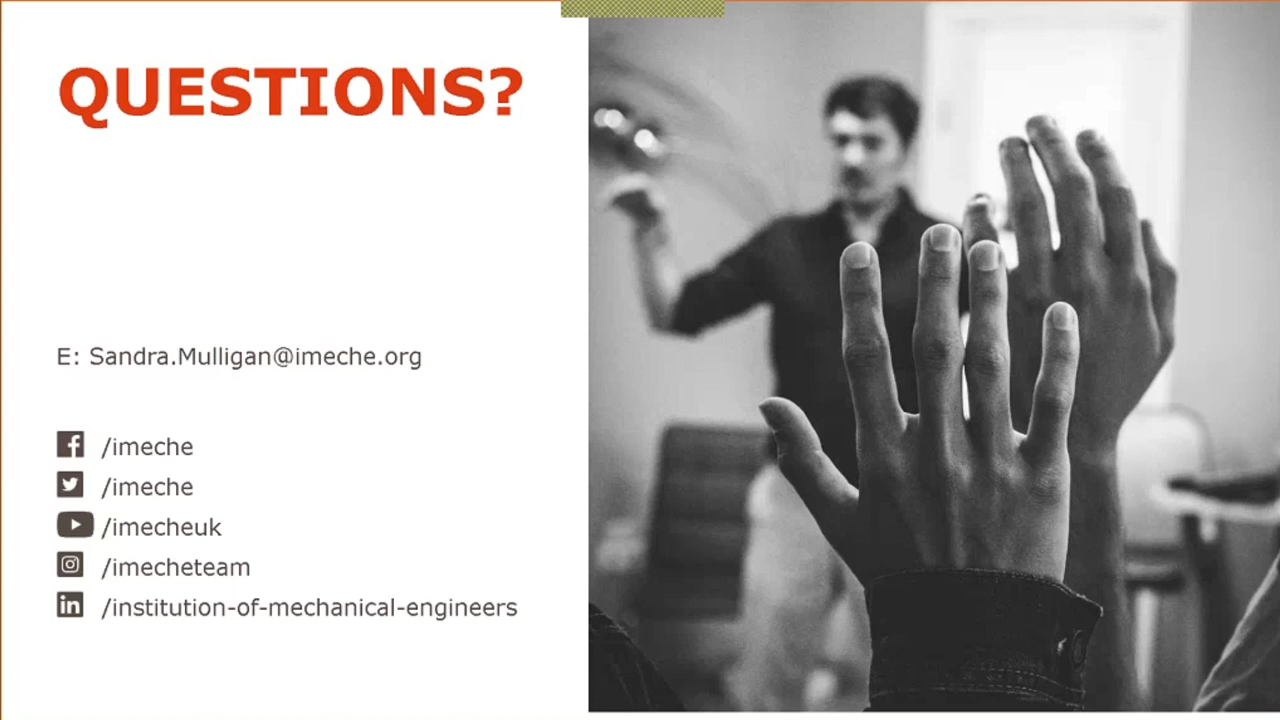 QUESTIONS?
E: Sandra.Mulligan@imeche.org
/imeche
/imeche
/imecheuk
/imecheteam
/institution-of-mechanical-engineers